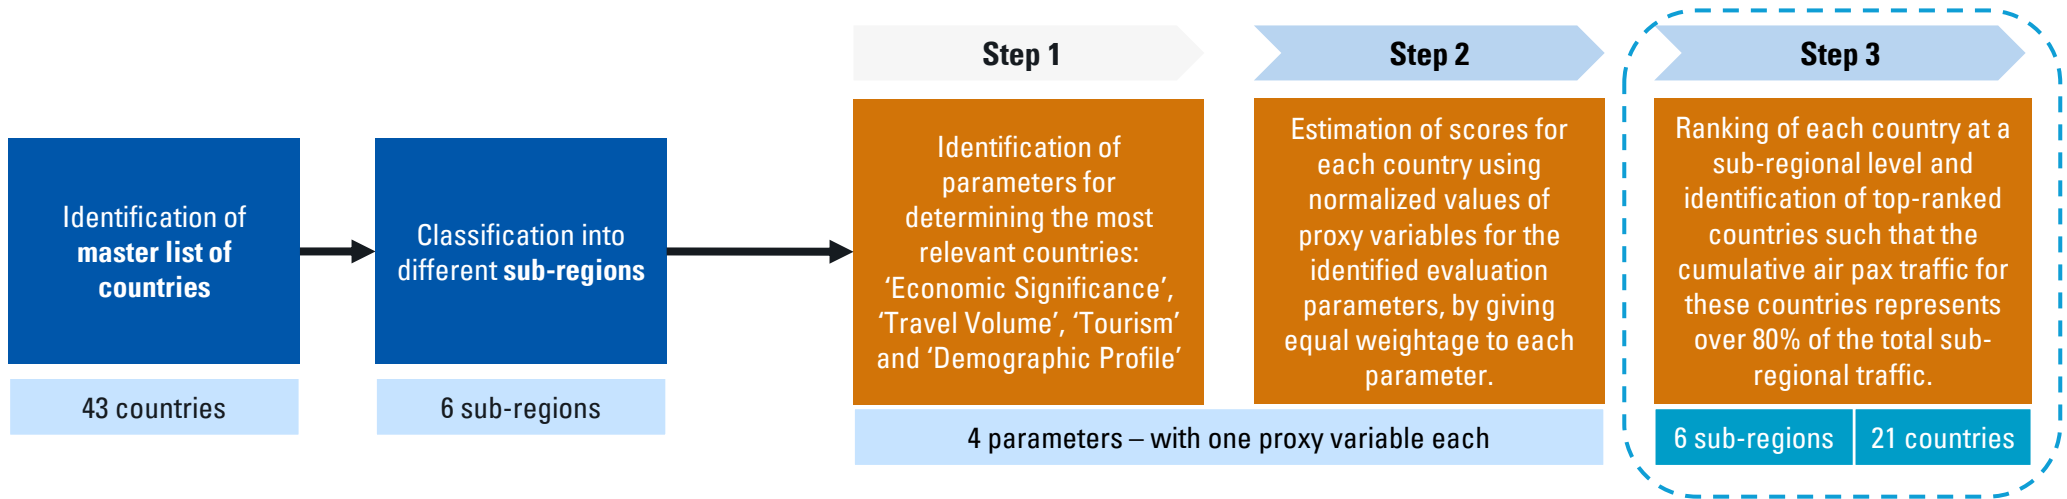 Identification of
master list of
countries
43 countries
Classification into
different sub-regions
6 sub-regions
Step 1
Identification of
parameters for
determining the most
relevant countries:
‘Economic Significance’,
‘Travel Volume’, ‘Tourism’
and ‘Demographic Profile’
Step 2
Estimation of scores for
each country using
normalized values of
proxy variables for the
identified evaluation
parameters, by giving
equal weightage to each
parameter.
4 parameters – with one proxy variable each
Step 3
Ranking of each country at a
sub-regional level and
identification of top-ranked
countries such that the
cumulative air pax traffic for
these countries represents
over 80% of the total sub-
regional traffic.
6 sub-regions
21 countries